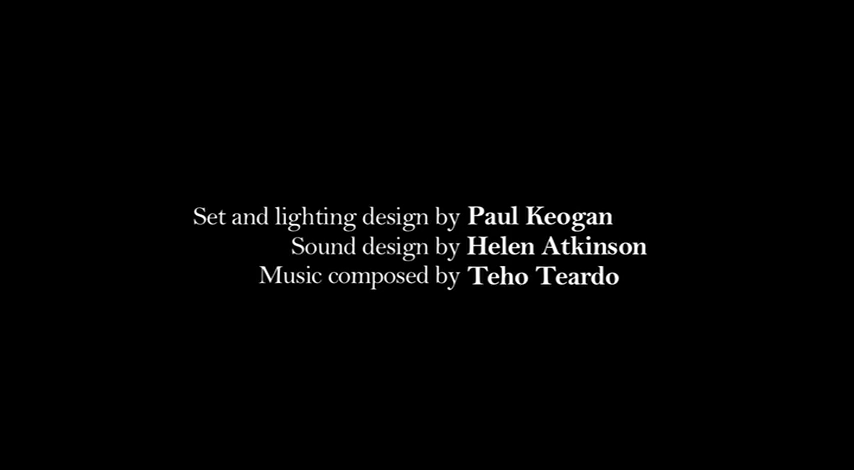 Set and lighting design by Paul Keogan
Sound design by Helen Atkinson
Music composed by Teho Teardo